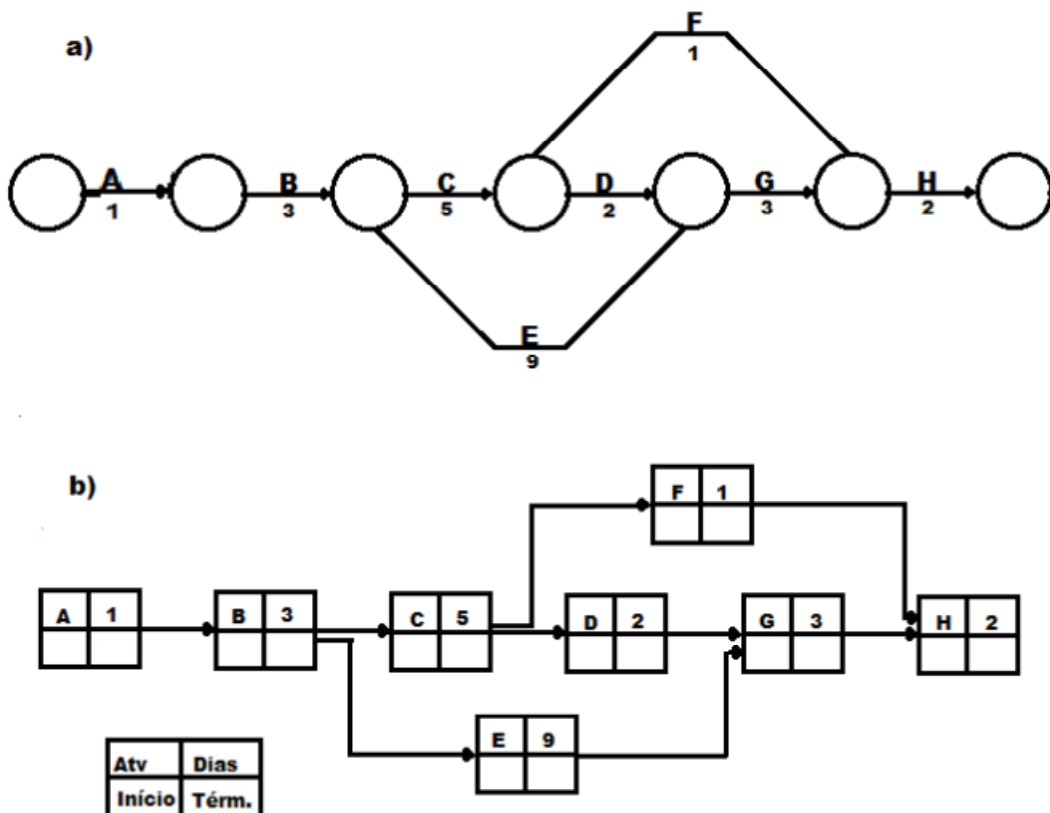 a)
F
1
A B C D G H
1 3 5 2 3 2
E
9
b)
F 1
A 1 B 3 C 5 D 2 G 3 H 2
E 9
Atv Dias
Início Térm.